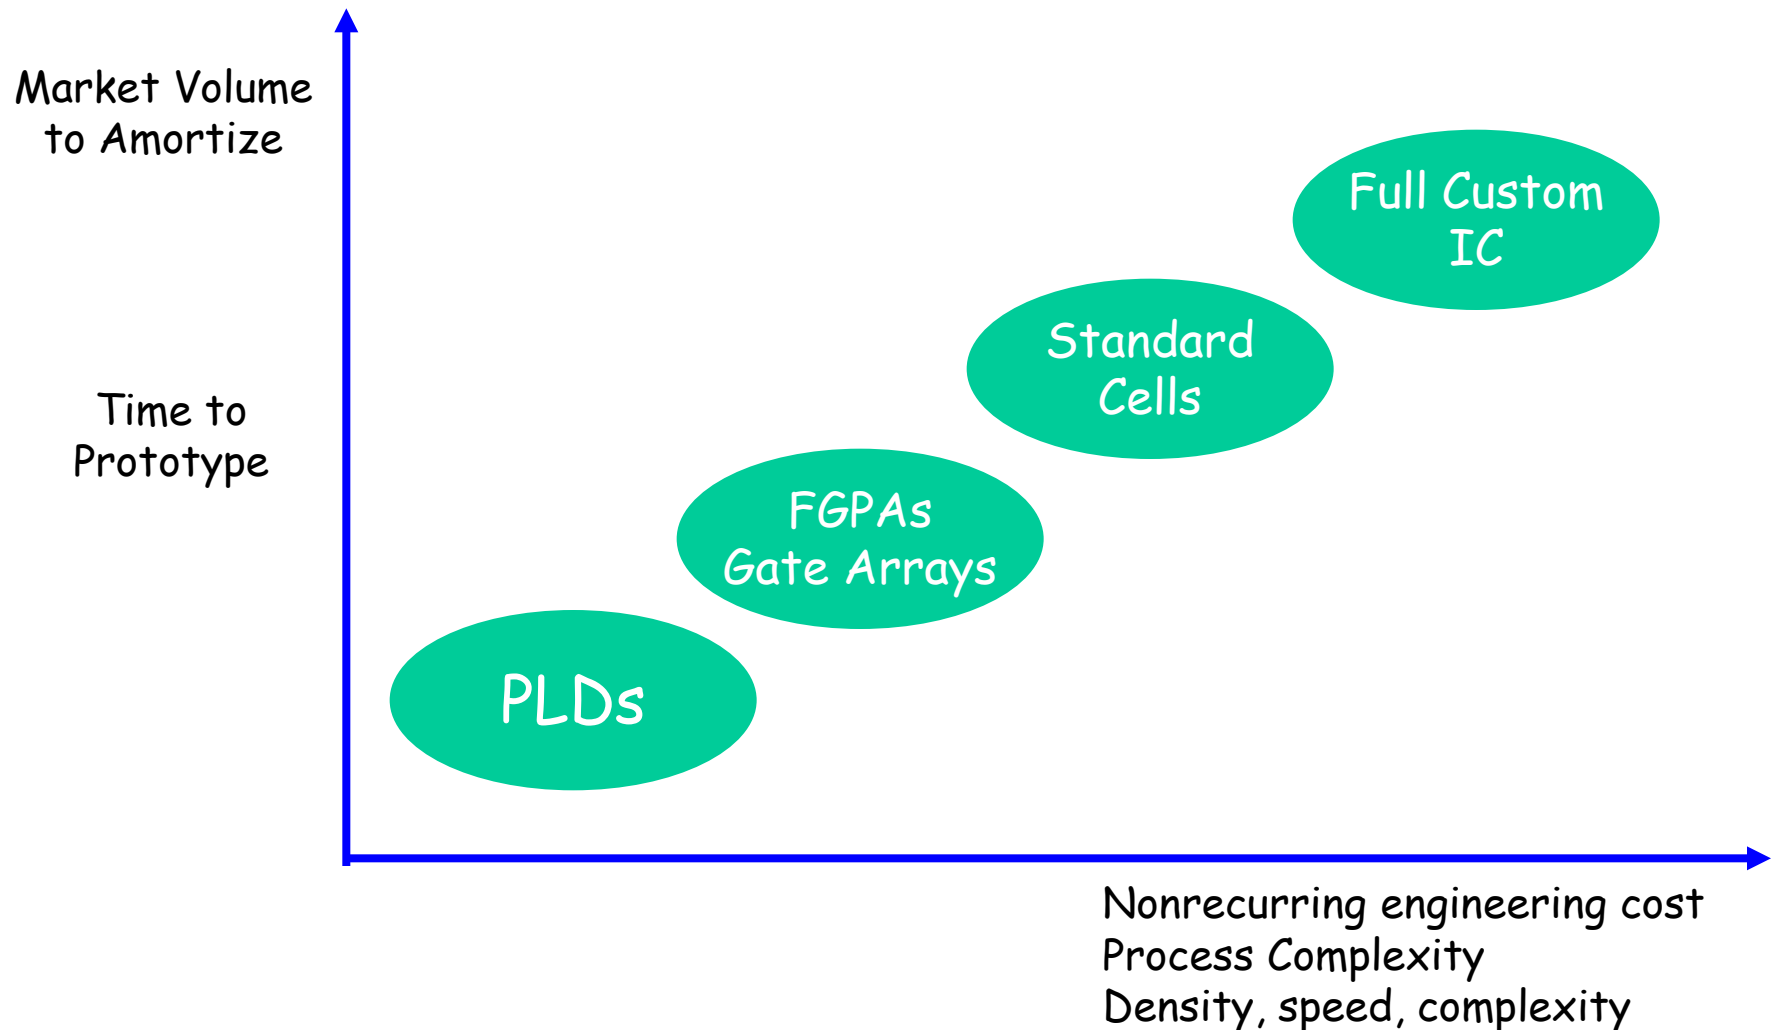 Market Volume
to Amortize
Full Custom
IC
Standard
Cells
Time to
Prototype
FGPAs
Gate Arrays
PLDs
Nonrecurring engineering cost
Process Complexity
Density, speed, complexity